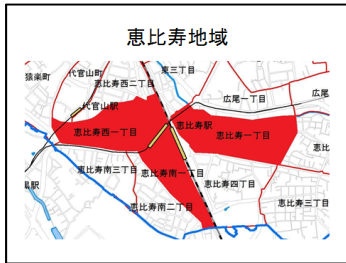 恵比寿地域
猿楽町
代官山町
恵比寿西二丁目
東三丁目
広尾一丁目
広尾
代官山駅
恵比寿駅
恵比寿西一丁目
恵比寿一丁目
恵比
恵比寿南三丁目
恵比寿南一丁目
恵比寿四丁目
黒駅
恵比寿三丁目
恵比寿南二丁目